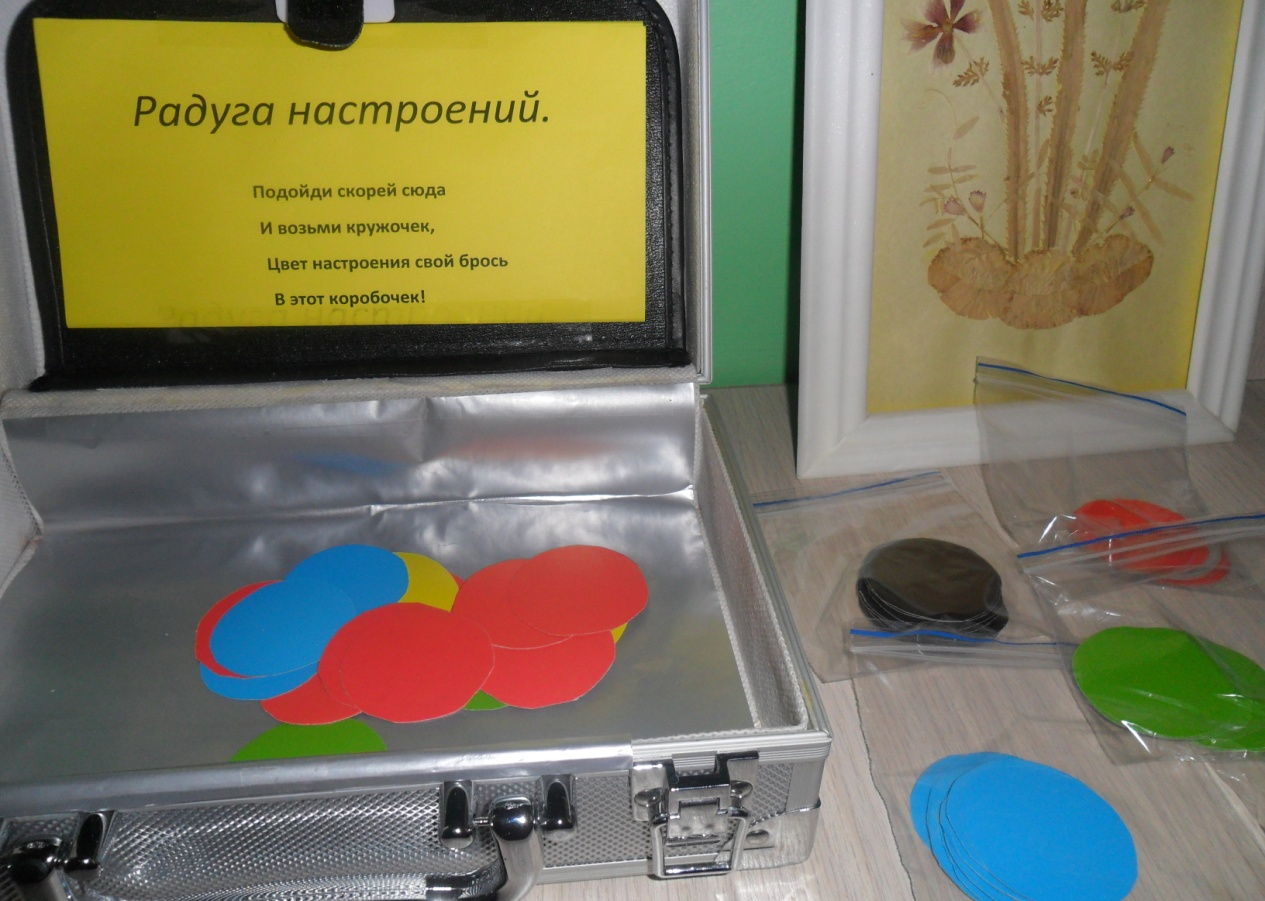 Радуга настроений.
Подойди скорей сюда
И возьми кружочек,
Цвет настроения свой брось
В этот коробочек!